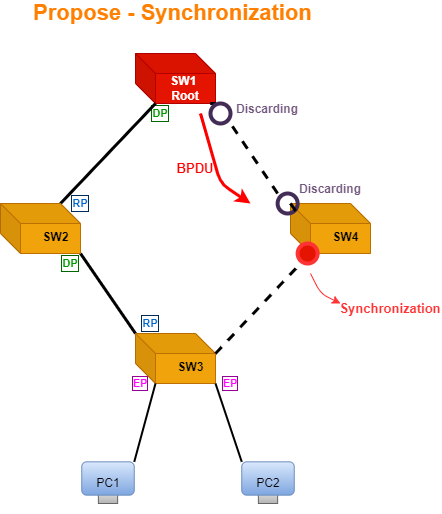 Propose - Synchronization
SW1
Root
DP
Discarding
BPDU
Discarding
RP
SW2
SW4
DP
Synchronization
RP
SW3
EP
EP
PC1
PC2